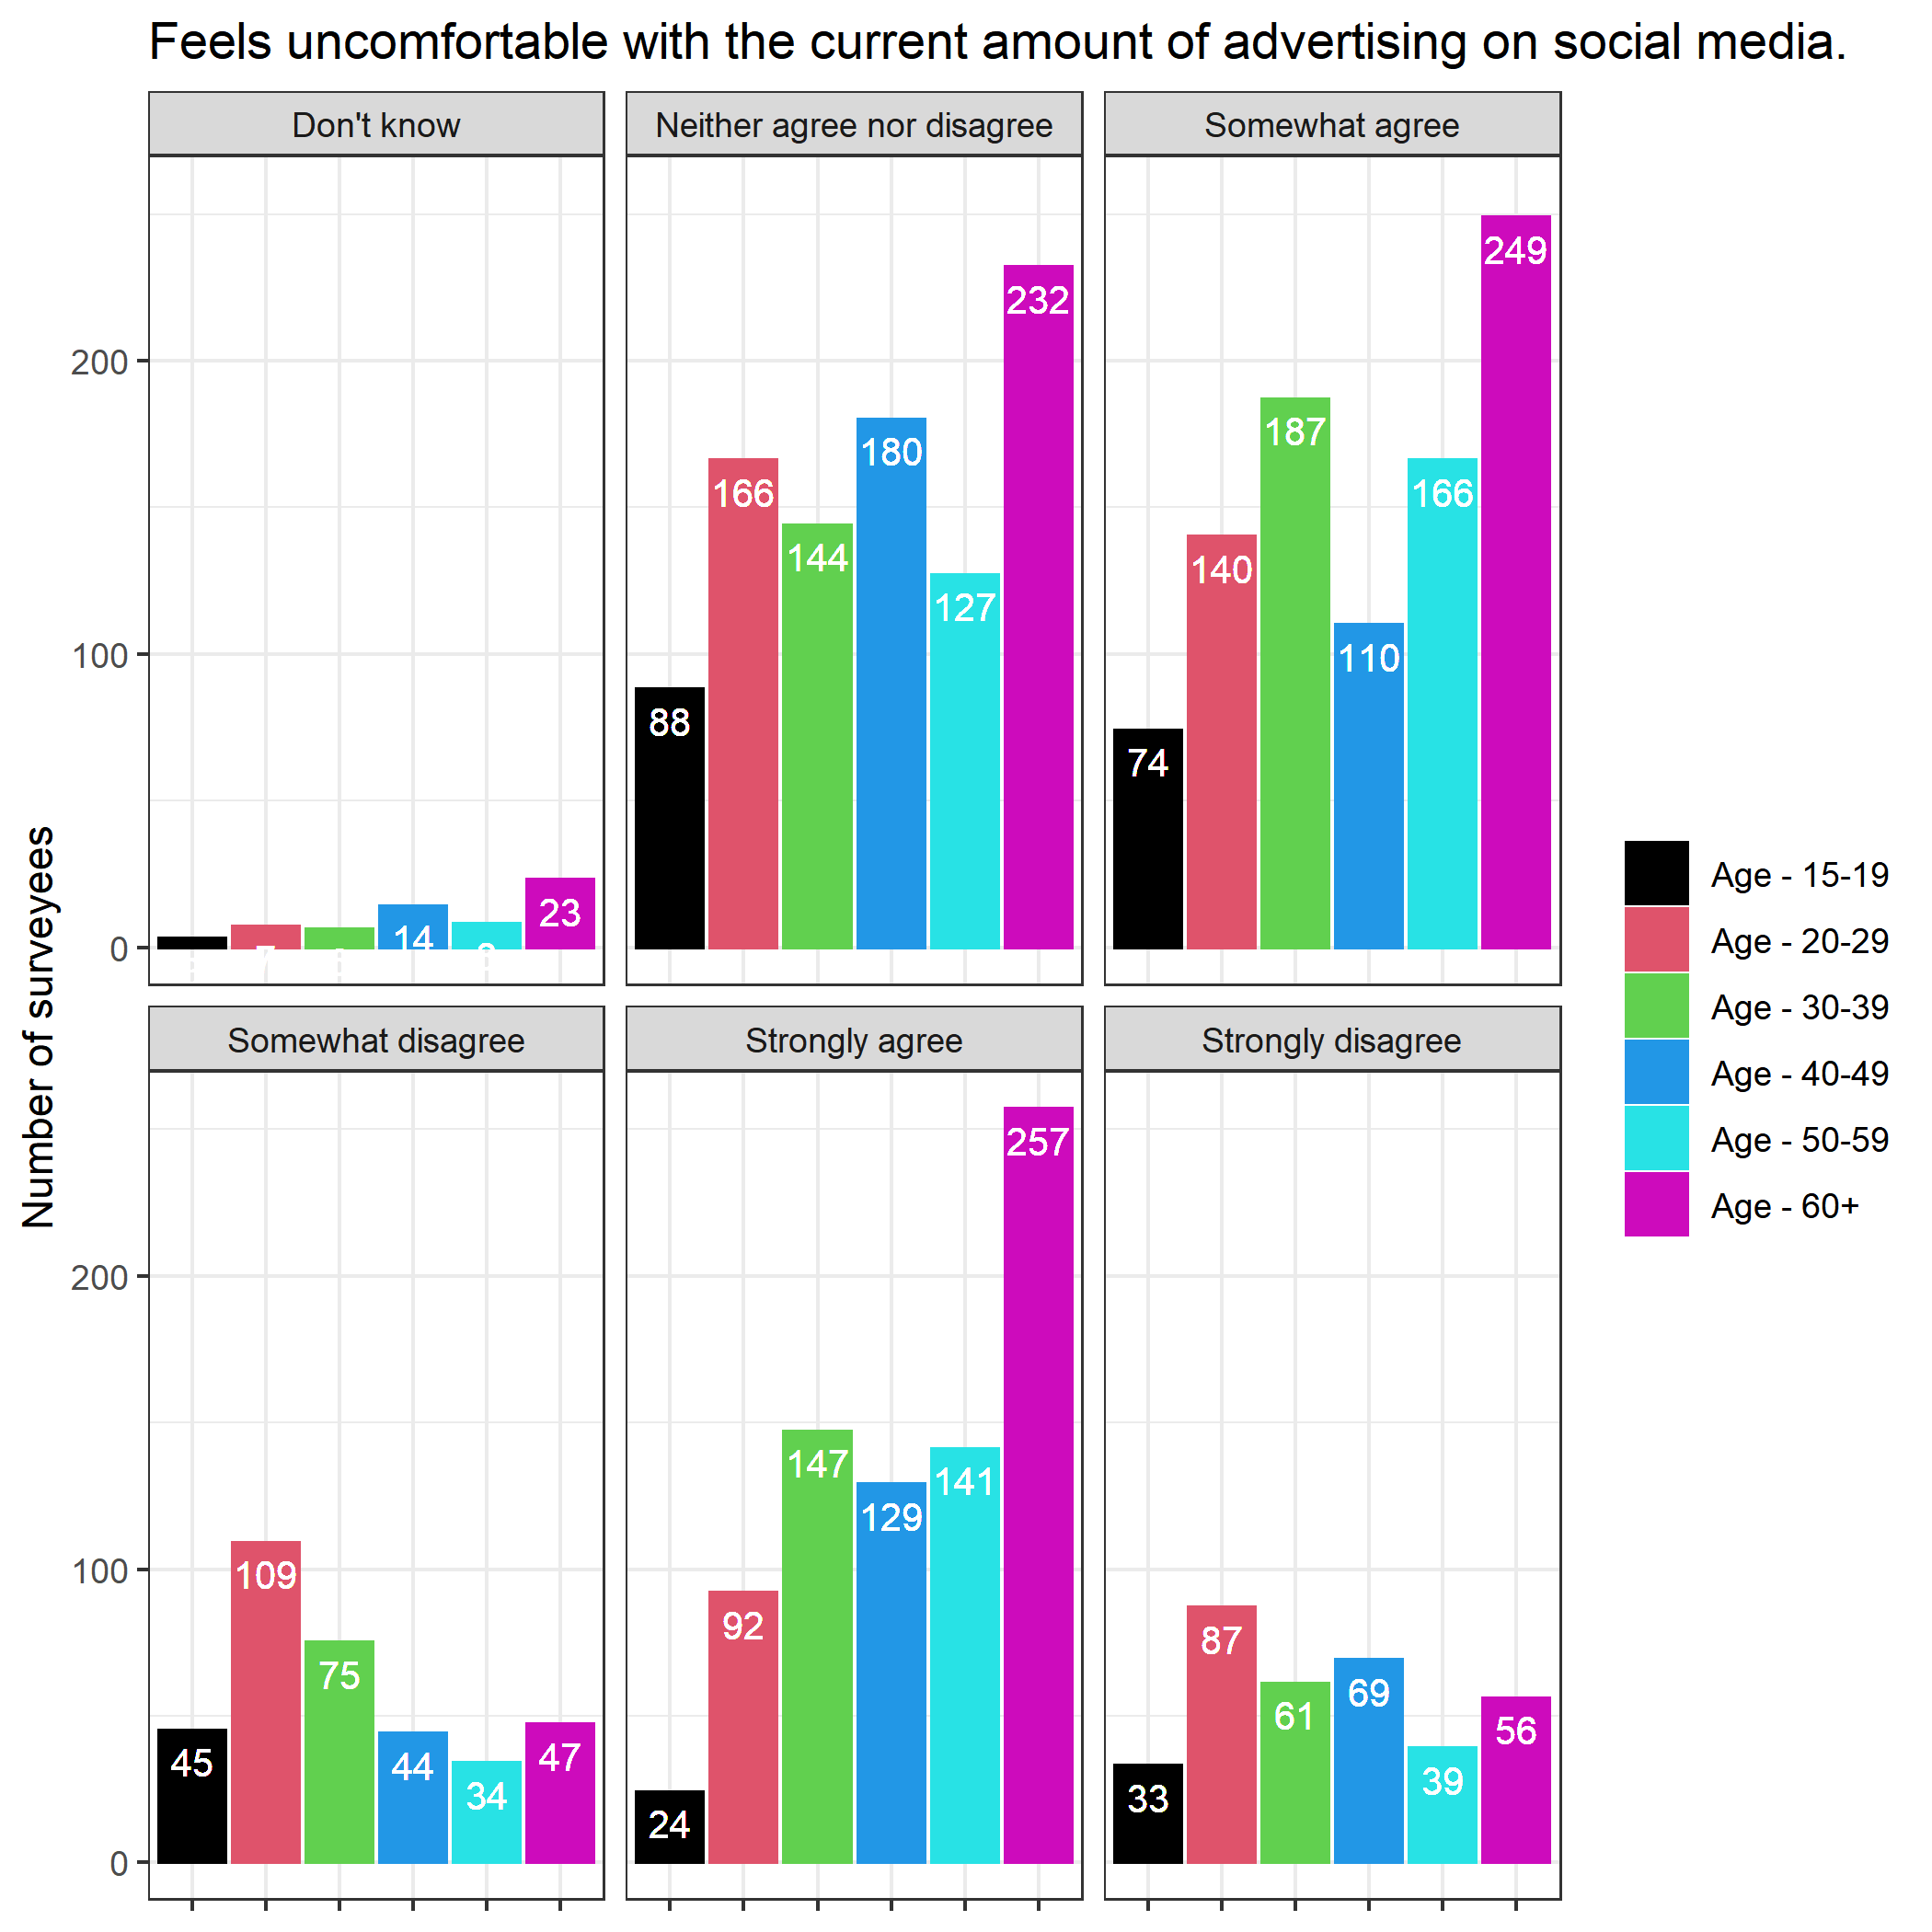 Feels uncomfortable with the current amount of advertising on social media.
Don't know
Neither agree nor disagree
Somewhat agree
200
100
0
7
14
23
88
166
144
180
127
232
74
140
187
110
166
249
Somewhat disagree
Strongly agree
Strongly disagree
200
100
0
45
109
75
44
34
47
24
92
147
129
141
257
33
87
61
69
39
56
Number of surveyees
Age - 15-19
Age - 20-29
Age - 30-39
Age - 40-49
Age - 50-59
Age - 60+